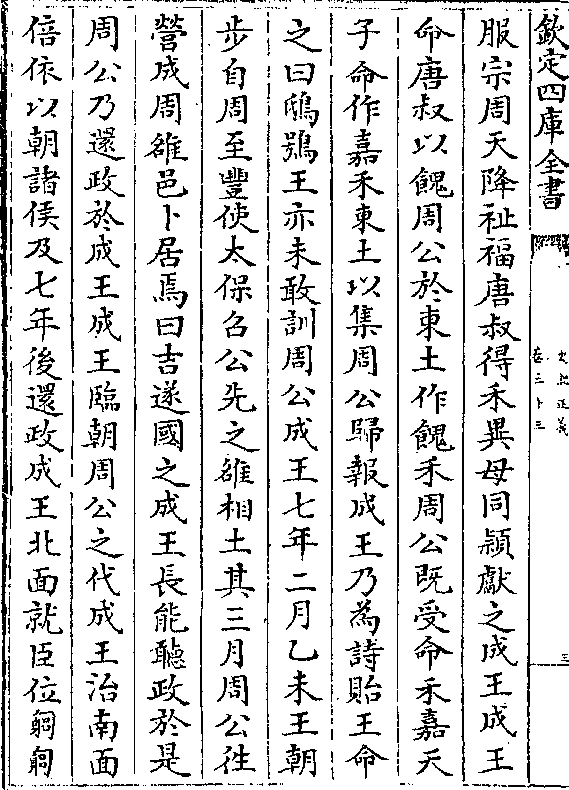 欽定四庫全書
史記正義
卷三十三
三
服宗周天降祉福唐叔得禾異母同頴獻之成王成王
命唐叔以餽周公於東土作餽禾周公既受命禾嘉天
子命作嘉禾東土以集周公歸報成王乃為詩貽王命
之曰鴟鴞王亦未敢訓周公成王七年二月乙未王朝
步自周至豐使太保召公先之雒相土其三月周公徃
營成周雒邑卜居焉曰吉遂國之成王長能聽政於是
周公乃還政於成王成王臨朝周公之代成王治南面
倍依以朝諸侯及七年後還政成王北面就臣位匔匔